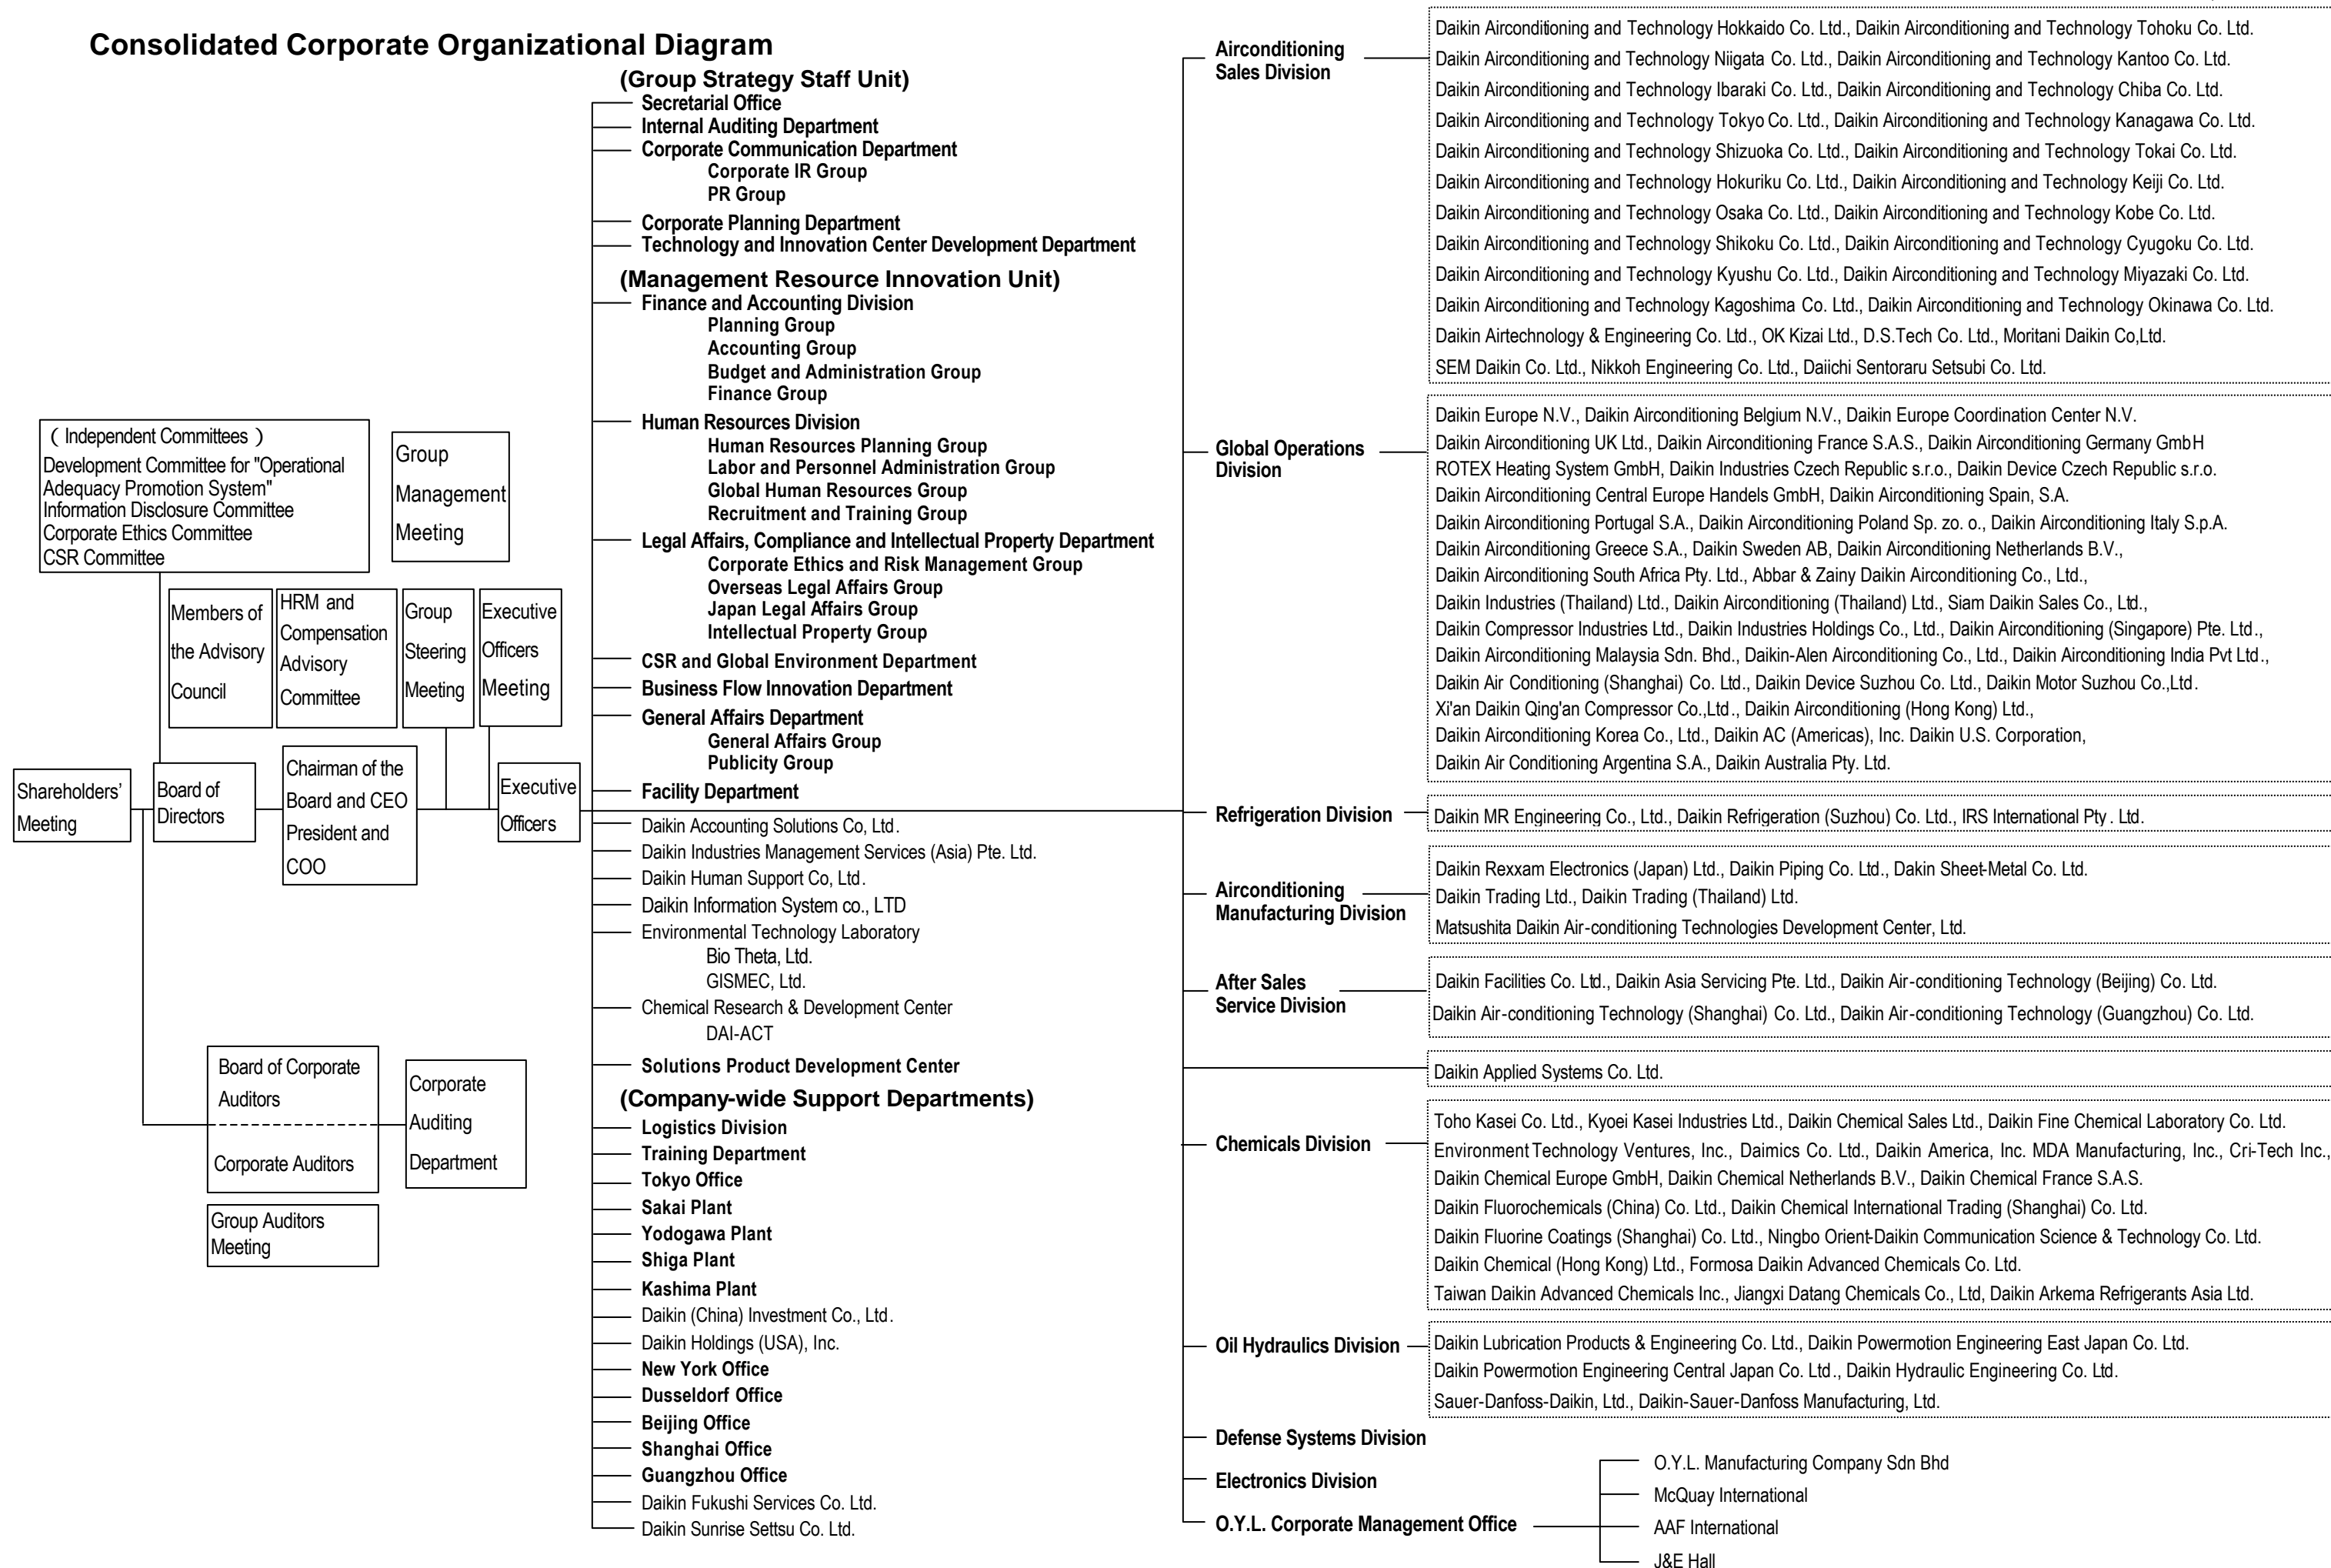 Consolidated Corporate Organizational Diagram
( Independent Committees )
Development Committee for "Operational
Adequacy Promotion System"
Information Disclosure Committee
Corporate Ethics Committee
CSR Committee
Group
Management
Meeting
Members of
the Advisory
Council
HRM and
Compensation
Advisory
Committee
Group
Steering
Meeting
Executive
Officers
Meeting
Shareholders'
Meeting
Board of
Directors
Chairman of the
Board and CEO
President and
COO
Executive
Officers
Board of Corporate
Auditors
Corporate Auditors
Corporate
Auditing
Department
Group Auditors
Meeting
(Group Strategy Staff Unit)
Secretarial Office
Internal Auditing Department
Corporate Communication Department
Corporate IR Group
PR Group
Corporate Planning Department
Technology and Innovation Center Development Department
(Management Resource Innovation Unit)
Finance and Accounting Division
Planning Group
Accounting Group
Budget and Administration Group
Finance Group
Human Resources Division
Human Resources Planning Group
Labor and Personnel Administration Group
Global Human Resources Group
Recruitment and Training Group
Legal Affairs, Compliance and Intellectual Property Department
Corporate Ethics and Risk Management Group
Overseas Legal Affairs Group
Japan Legal Affairs Group
Intellectual Property Group
CSR and Global Environment Department
Business Flow Innovation Department
General Affairs Department
General Affairs Group
Publicity Group
Facility Department
Daikin Accounting Solutions Co, Ltd.
Daikin Industries Management Services (Asia) Pte. Ltd.
Daikin Human Support Co, Ltd.
Daikin Information System co., LTD
Environmental Technology Laboratory
Bio Theta, Ltd.
GISMEC, Ltd.
Chemical Research & Development Center
DAI-ACT
Solutions Product Development Center
(Company-wide Support Departments)
Logistics Division
Training Department
Tokyo Office
Sakai Plant
Yodogawa Plant
Shiga Plant
Kashima Plant
Daikin (China) Investment Co., Ltd.
Daikin Holdings (USA), Inc.
New York Office
Dusseldorf Office
Beijing Office
Shanghai Office
Guangzhou Office
Daikin Fukushi Services Co. Ltd.
Daikin Sunrise Settsu Co. Ltd.
Airconditioning
Sales Division
Daikin Airconditioning and Technology Hokkaido Co. Ltd., Daikin Airconditioning and Technology Tohoku Co. Ltd.
Daikin Airconditioning and Technology Niigata Co. Ltd., Daikin Airconditioning and Technology Kantoo Co. Ltd.
Daikin Airconditioning and Technology Ibaraki Co. Ltd., Daikin Airconditioning and Technology Chiba Co. Ltd.
Daikin Airconditioning and Technology Tokyo Co. Ltd., Daikin Airconditioning and Technology Kanagawa Co. Ltd.
Daikin Airconditioning and Technology Shizuoka Co. Ltd., Daikin Airconditioning and Technology Tokai Co. Ltd.
Daikin Airconditioning and Technology Hokuriku Co. Ltd., Daikin Airconditioning and Technology Keiji Co. Ltd.
Daikin Airconditioning and Technology Osaka Co. Ltd., Daikin Airconditioning and Technology Kobe Co. Ltd.
Daikin Airconditioning and Technology Shikoku Co. Ltd., Daikin Airconditioning and Technology Cyugoku Co. Ltd.
Daikin Airconditioning and Technology Kyushu Co. Ltd., Daikin Airconditioning and Technology Miyazaki Co. Ltd.
Daikin Airconditioning and Technology Kagoshima Co. Ltd., Daikin Airconditioning and Technology Okinawa Co. Ltd.
Daikin Airtechnology & Engineering Co. Ltd., OK Kizai Ltd., D.S.Tech Co. Ltd., Moritani Daikin Co,Ltd.
SEM Daikin Co. Ltd., Nikkoh Engineering Co. Ltd., Daiichi Sentoraru Setsubi Co. Ltd.
Global Operations
Division
Daikin Europe N.V., Daikin Airconditioning Belgium N.V., Daikin Europe Coordination Center N.V.
Daikin Airconditioning UK Ltd., Daikin Airconditioning France S.A.S., Daikin Airconditioning Germany GmbH
ROTEX Heating System GmbH, Daikin Industries Czech Republic s.r.o., Daikin Device Czech Republic s.r.o.
Daikin Airconditioning Central Europe Handels GmbH, Daikin Airconditioning Spain, S.A.
Daikin Airconditioning Portugal S.A., Daikin Airconditioning Poland Sp. zo. o., Daikin Airconditioning Italy S.p.A.
Daikin Airconditioning Greece S.A., Daikin Sweden AB, Daikin Airconditioning Netherlands B.V.,
Daikin Airconditioning South Africa Pty. Ltd., Abbar & Zainy Daikin Airconditioning Co., Ltd.,
Daikin Industries (Thailand) Ltd., Daikin Airconditioning (Thailand) Ltd., Siam Daikin Sales Co., Ltd.,
Daikin Compressor Industries Ltd., Daikin Industries Holdings Co., Ltd., Daikin Airconditioning (Singapore) Pte. Ltd.,
Daikin Airconditioning Malaysia Sdn. Bhd., Daikin-Alen Airconditioning Co., Ltd., Daikin Airconditioning India Pvt Ltd.,
Daikin Air Conditioning (Shanghai) Co. Ltd., Daikin Device Suzhou Co. Ltd., Daikin Motor Suzhou Co.,Ltd.
Xi'an Daikin Qing'an Compressor Co.,Ltd., Daikin Airconditioning (Hong Kong) Ltd.,
Daikin Airconditioning Korea Co., Ltd., Daikin AC (Americas), Inc. Daikin U.S. Corporation,
Daikin Air Conditioning Argentina S.A., Daikin Australia Pty. Ltd.
Refrigeration Division
Daikin MR Engineering Co., Ltd., Daikin Refrigeration (Suzhou) Co. Ltd., IRS International Pty. Ltd.
Airconditioning
Manufacturing Division
Daikin Rexxam Electronics (Japan) Ltd., Daikin Piping Co. Ltd., Dakin Sheet-Metal Co. Ltd.
Daikin Trading Ltd., Daikin Trading (Thailand) Ltd.
Matsushita Daikin Air-conditioning Technologies Development Center, Ltd.
After Sales
Service Division
Daikin Facilities Co. Ltd., Daikin Asia Servicing Pte. Ltd., Daikin Air-conditioning Technology (Beijing) Co. Ltd.
Daikin Air-conditioning Technology (Shanghai) Co. Ltd., Daikin Air-conditioning Technology (Guangzhou) Co. Ltd.
Daikin Applied Systems Co. Ltd.
Chemicals Division
Toho Kasei Co. Ltd., Kyoei Kasei Industries Ltd., Daikin Chemical Sales Ltd., Daikin Fine Chemical Laboratory Co. Ltd.
Environment Technology Ventures, Inc., Daimics Co. Ltd., Daikin America, Inc. MDA Manufacturing, Inc., Cri-Tech Inc.,
Daikin Chemical Europe GmbH, Daikin Chemical Netherlands B.V., Daikin Chemical France S.A.S.
Daikin Fluorochemicals (China) Co. Ltd., Daikin Chemical International Trading (Shanghai) Co. Ltd.
Daikin Fluorine Coatings (Shanghai) Co. Ltd., Ningbo Orient-Daikin Communication Science & Technology Co. Ltd.
Daikin Chemical (Hong Kong) Ltd., Formosa Daikin Advanced Chemicals Co. Ltd.
Taiwan Daikin Advanced Chemicals Inc., Jiangxi Datang Chemicals Co., Ltd, Daikin Arkema Refrigerants Asia Ltd.
Oil Hydraulics Division
Daikin Lubrication Products & Engineering Co. Ltd., Daikin Powermotion Engineering East Japan Co. Ltd.
Daikin Powermotion Engineering Central Japan Co. Ltd., Daikin Hydraulic Engineering Co. Ltd.
Sauer-Danfoss-Daikin, Ltd., Daikin-Sauer-Danfoss Manufacturing, Ltd.
Defense Systems Division
Electronics Division
O.Y.L. Corporate Management Office
O.Y.L. Manufacturing Company Sdn Bhd
McQuay International
AAF International
J&E Hall